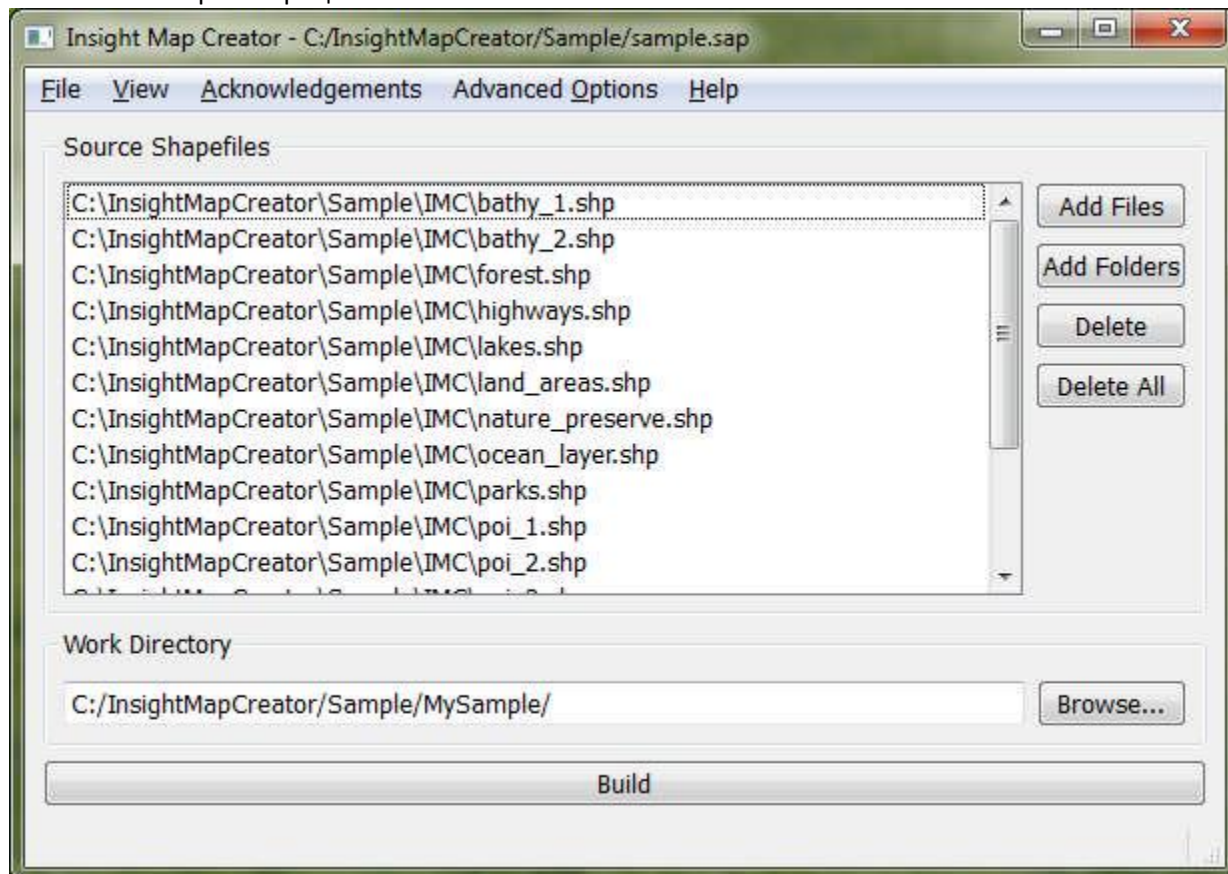 Insight Map Creator - C:/InsightMapCreator/Sample/sample.sap
File View Acknowledgements Advanced Options Help
Source Shapefiles
C:\InsightMapCreator\Sample\IMC\bathy_1.shp
C:\InsightMapCreator\Sample\IMC\bathy_2.shp
C:\InsightMapCreator\Sample\IMC\forest.shp
C:\InsightMapCreator\Sample\IMC\highways.shp
C:\InsightMapCreator\Sample\IMC\lakes.shp
C:\InsightMapCreator\Sample\IMC\land_areas.shp
C:\InsightMapCreator\Sample\IMC\nature_preserve.shp
C:\InsightMapCreator\Sample\IMC\ocean_layer.shp
C:\InsightMapCreator\Sample\IMC\parks.shp
C:\InsightMapCreator\Sample\IMC\poi_1.shp
C:\InsightMapCreator\Sample\IMC\poi_2.shp
Add Files
Add Folders
Delete
Delete All
Work Directory
C:/InsightMapCreator/Sample/MySample/
Browse...
Build